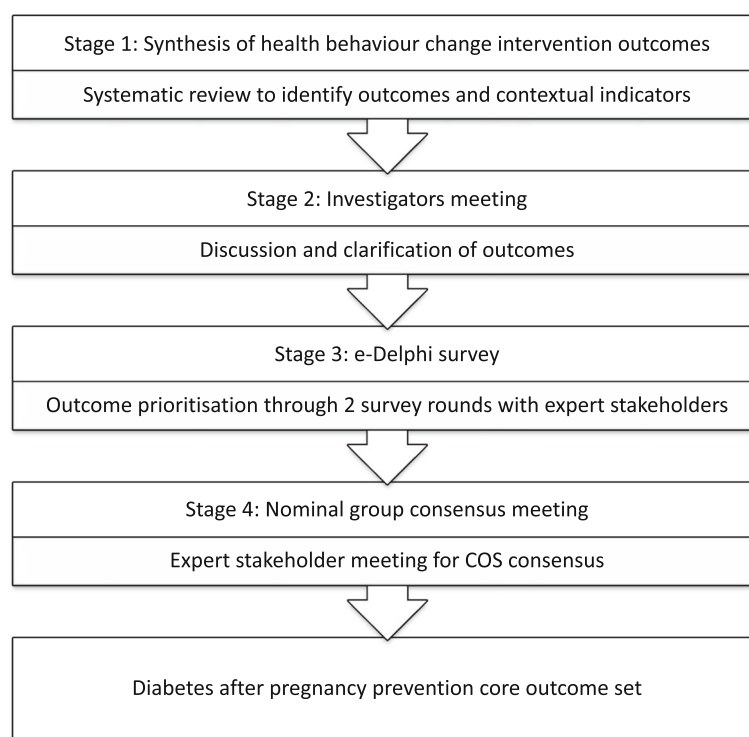 Stage 1: Synthesis of health behaviour change intervention outcomes
Systematic review to identify outcomes and contextual indicators
Stage 2: Investigators meeting
Discussion and clarification of outcomes
Stage 3: e-Delphi survey
Outcome prioritisation through 2 survey rounds with expert stakeholders
Stage 4: Nominal group consensus meeting
Expert stakeholder meeting for COS consensus
Diabetes after pregnancy prevention core outcome set